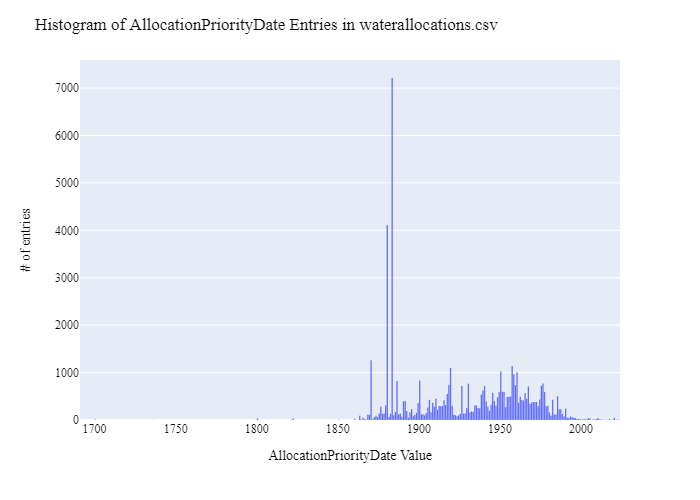 Histogram of AllocationPriorityDate Entries in waterallocations.csv
7000
6000
5000
4000
3000
2000
1000
0
# of entries
1700 1750 1800 1850 1900 1950 2000
AllocationPriorityDate Value